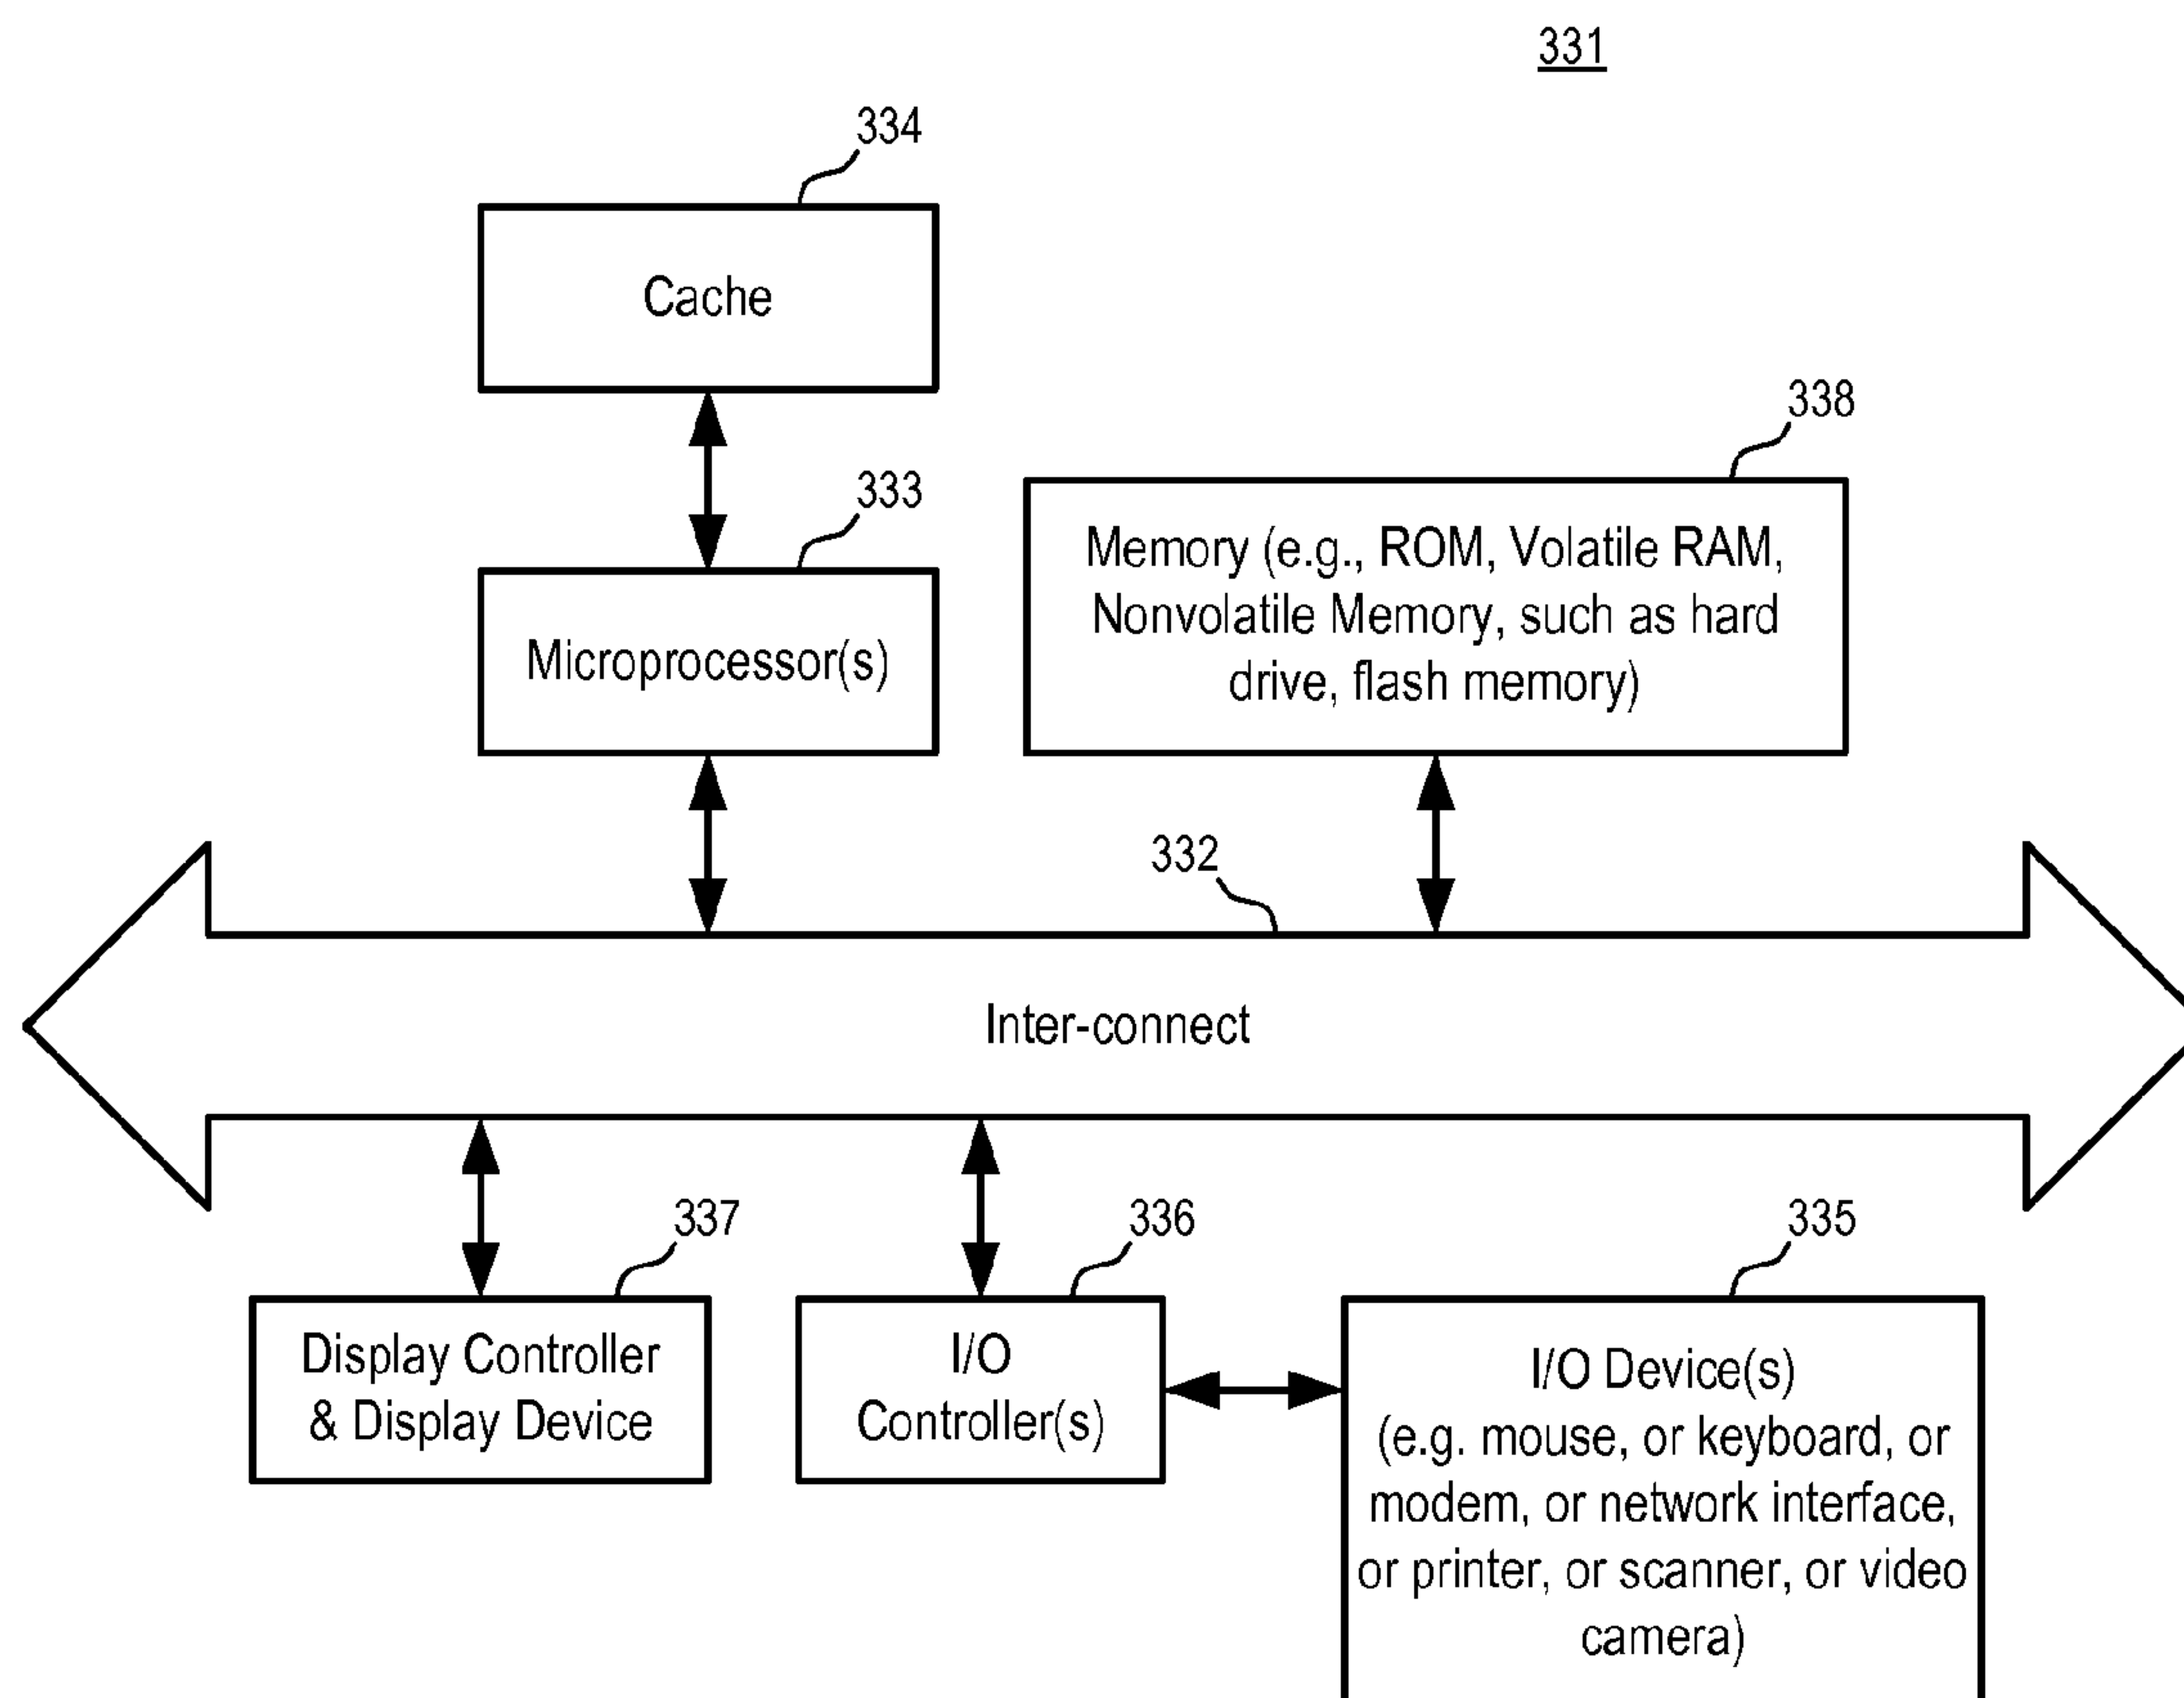 331
334
Cache
338
333
Memory (e.g., ROM, Volatile RAM,
Nonvolatile Memory, such as hard
drive, flash memory)
Microprocessor(s)
332
Inter-connect
337
336
335
Display Controller
& Display Device
I/O
Controller(s)
I/O Device(s)
(e.g. mouse, or keyboard, or
modem, or network interface,
or printer, or scanner, or video
camera)